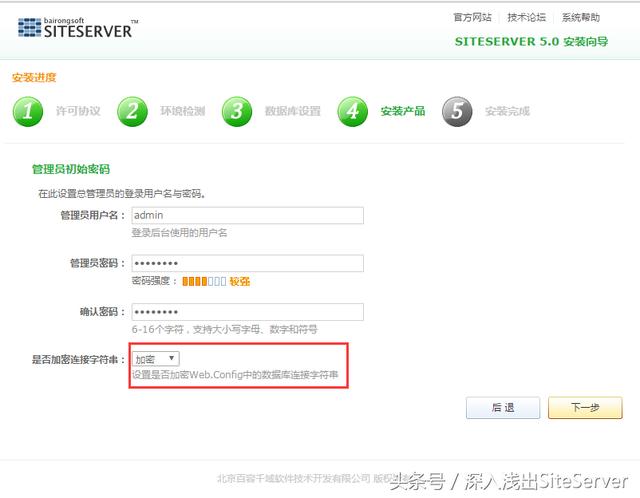 bairongsoft
SITESERVER™
官方网站 | 技术论坛 | 系统帮助
SITESERVER 5.0 安装向导
安装进度
1 许可协议 2 环境检测 3 数据库设置 4 安装产品 5 安装完成
管理员初始密码
在此设置总管理员的登录用户名与密码。
管理员用户名： admin
登录后台使用的用户名
管理员密码： ••••••••
密码强度： 较强
确认密码： ••••••••
6-16个字符，支持大小写字母、数字和符号
是否加密连接字符串： 加密
设置是否加密Web.Config中的数据库连接字符串
后 退 下一步
北京百容千域软件技术开发有限公司 版权
头条号 / 深入浅出SiteServer